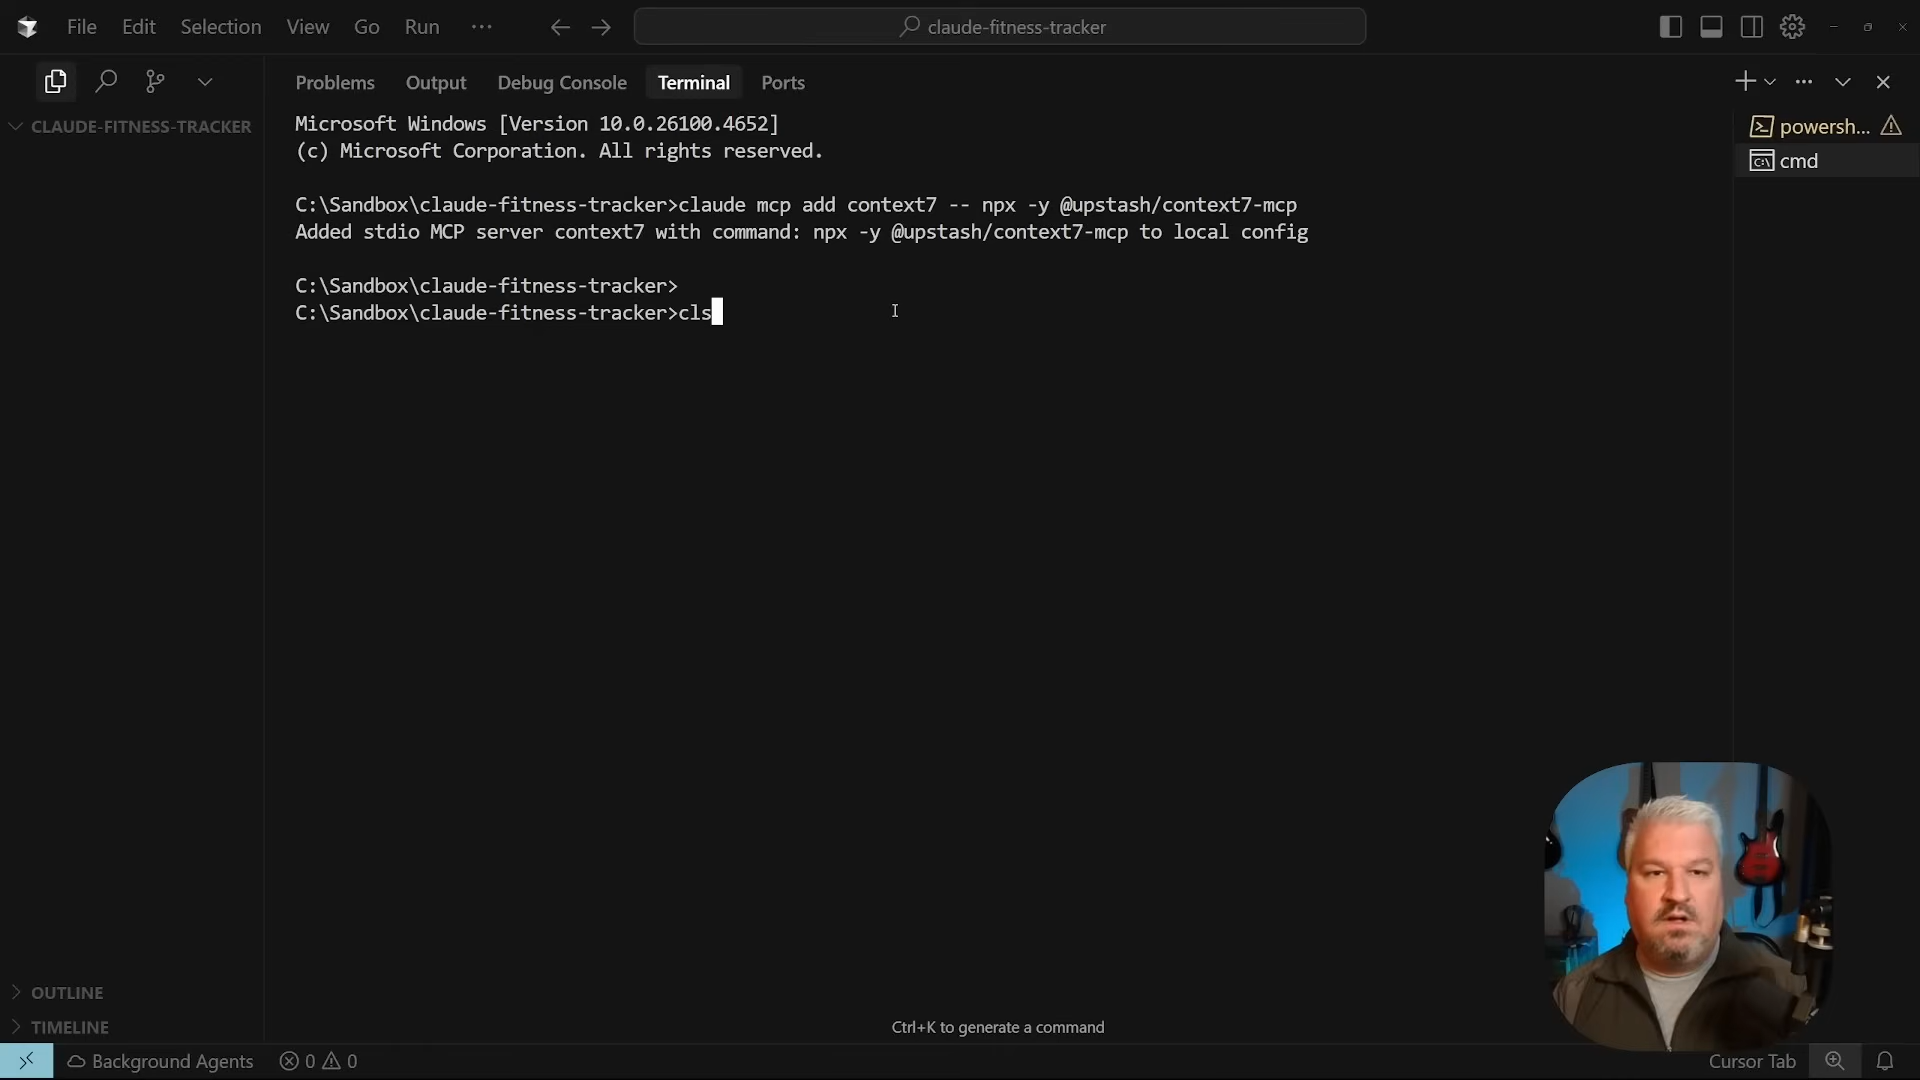 File Edit Selection View Go Run ···
claude-fitness-tracker
Problems Output Debug Console Terminal Ports
CLAUDE-FITNESS-TRACKER
Microsoft Windows [Version 10.0.26100.4652]
(c) Microsoft Corporation. All rights reserved.
C:\Sandbox\claude-fitness-tracker>claude mcp add context7 -- npx -y @upstash/context7-mcp
Added stdio MCP server context7 with command: npx -y @upstash/context7-mcp to local config
C:\Sandbox\claude-fitness-tracker>
C:\Sandbox\claude-fitness-tracker>cls
powersh...
cmd
OUTLINE
TIMELINE
Ctrl+K to generate a command
Background Agents 0 0
Cursor Tab